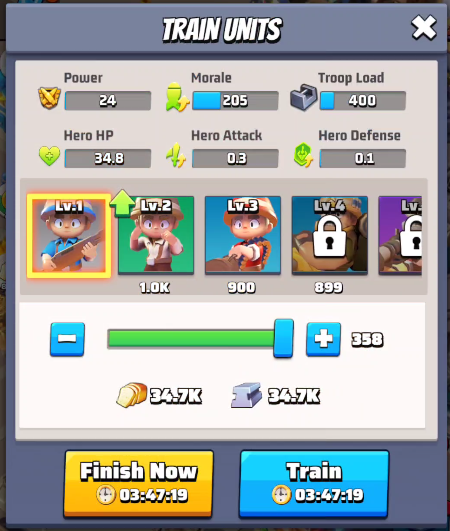 TRAIN UNITS
Power
24
Morale
205
Troop Load
400
Hero HP
34.8
Hero Attack
0.3
Hero Defense
0.1
Lv.1
Lv.2
Lv.3
Lv.4
1.0K
900
899
358
34.7K
34.7K
Finish Now
03:47:19
Train
03:47:19